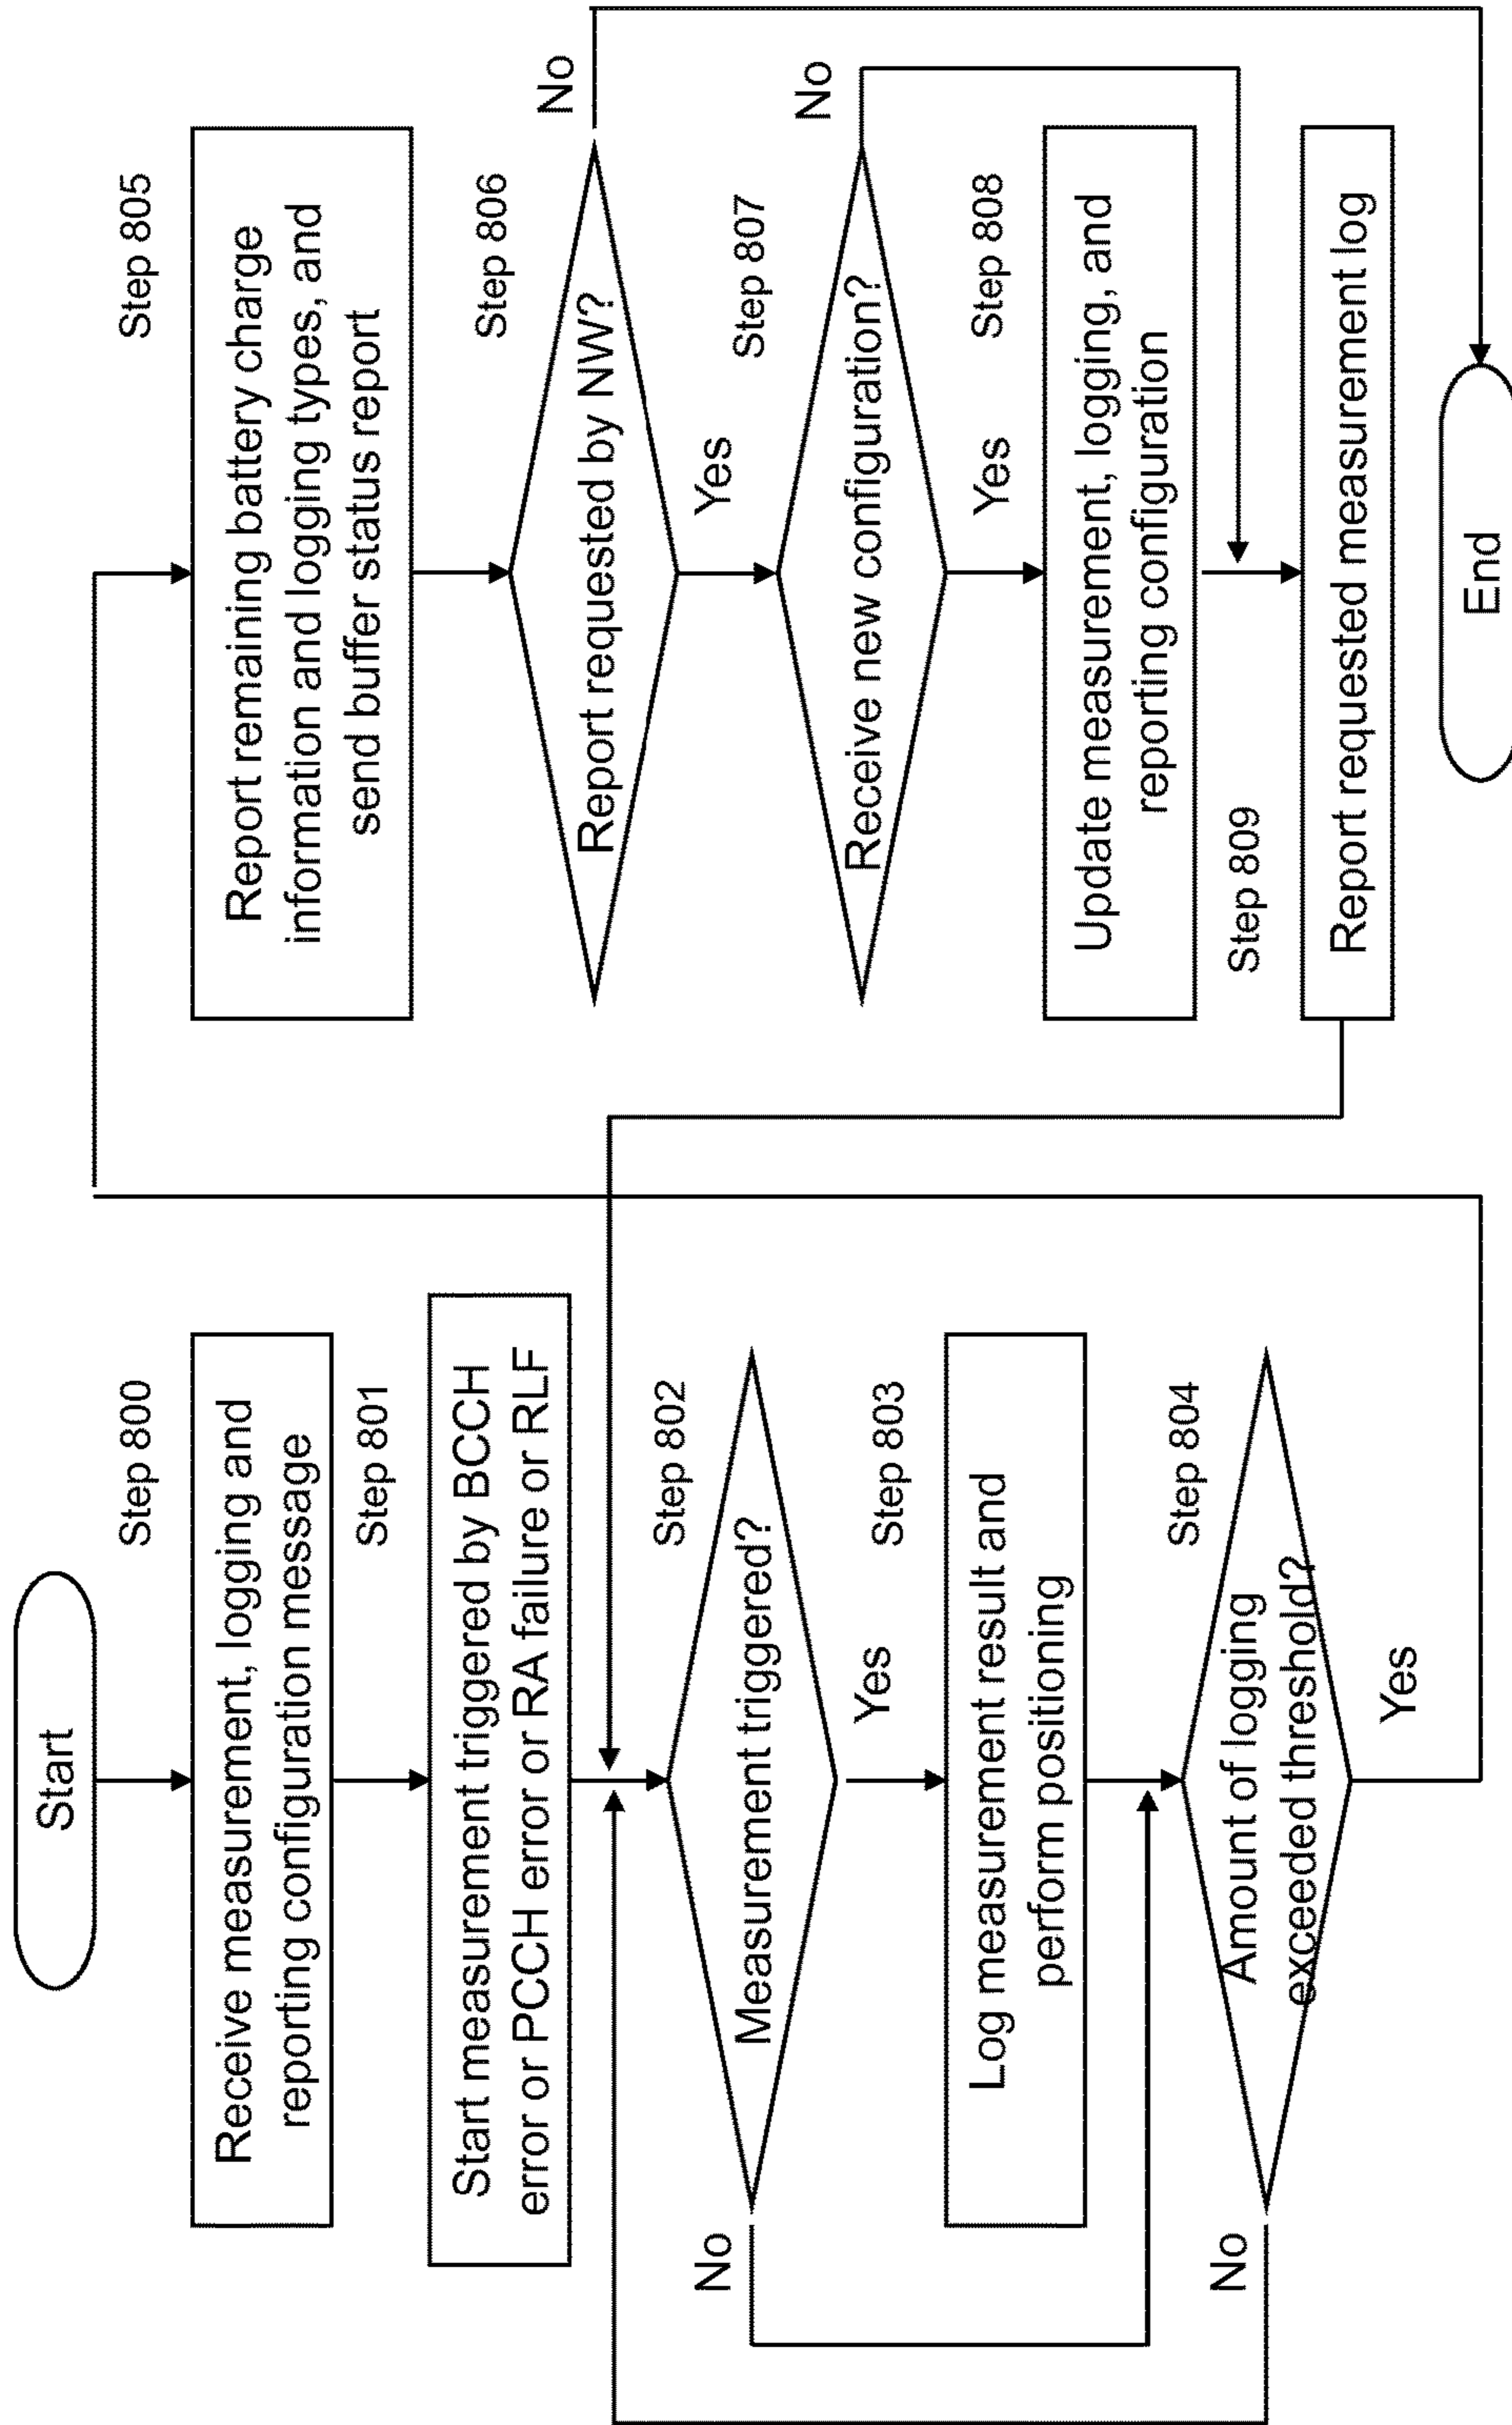 Start
Step 800
Receive measurement, logging and
reporting configuration message
Step 801
Start measurement triggered by BCCH
error or PCCH error or RA failure or RLF
Step 802
Measurement triggered?
No
Yes
Step 803
Log measurement result and
perform positioning
Step 804
Amount of logging
exceeded threshold?
No
Yes
Step 805
Report remaining battery charge
information and logging types, and
send buffer status report
Step 806
Report requested by NW?
No
Yes
Step 807
Receive new configuration?
No
Yes
Step 808
Update measurement, logging, and
reporting configuration
Step 809
Report requested measurement log
End